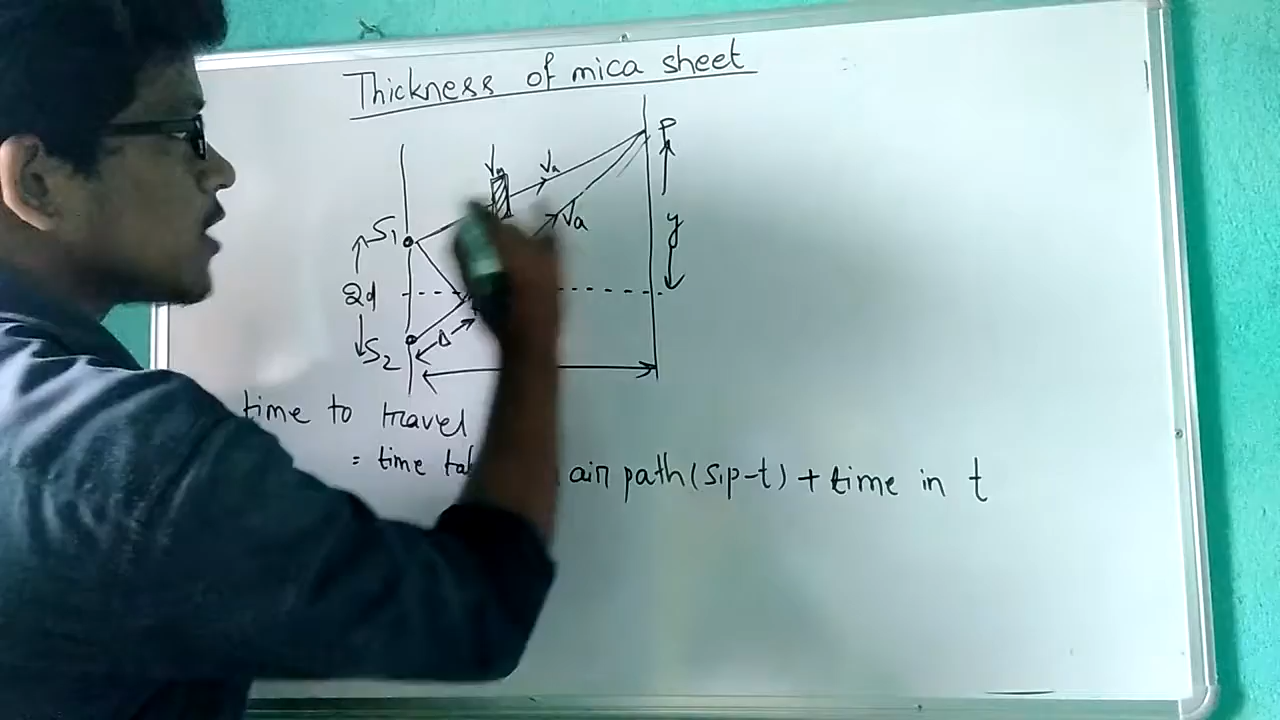 Thickness of mica sheet
P
Va
S1
Va
y
2d
Δ
S2
time to travel
= time air path (S1P-t) + time in t